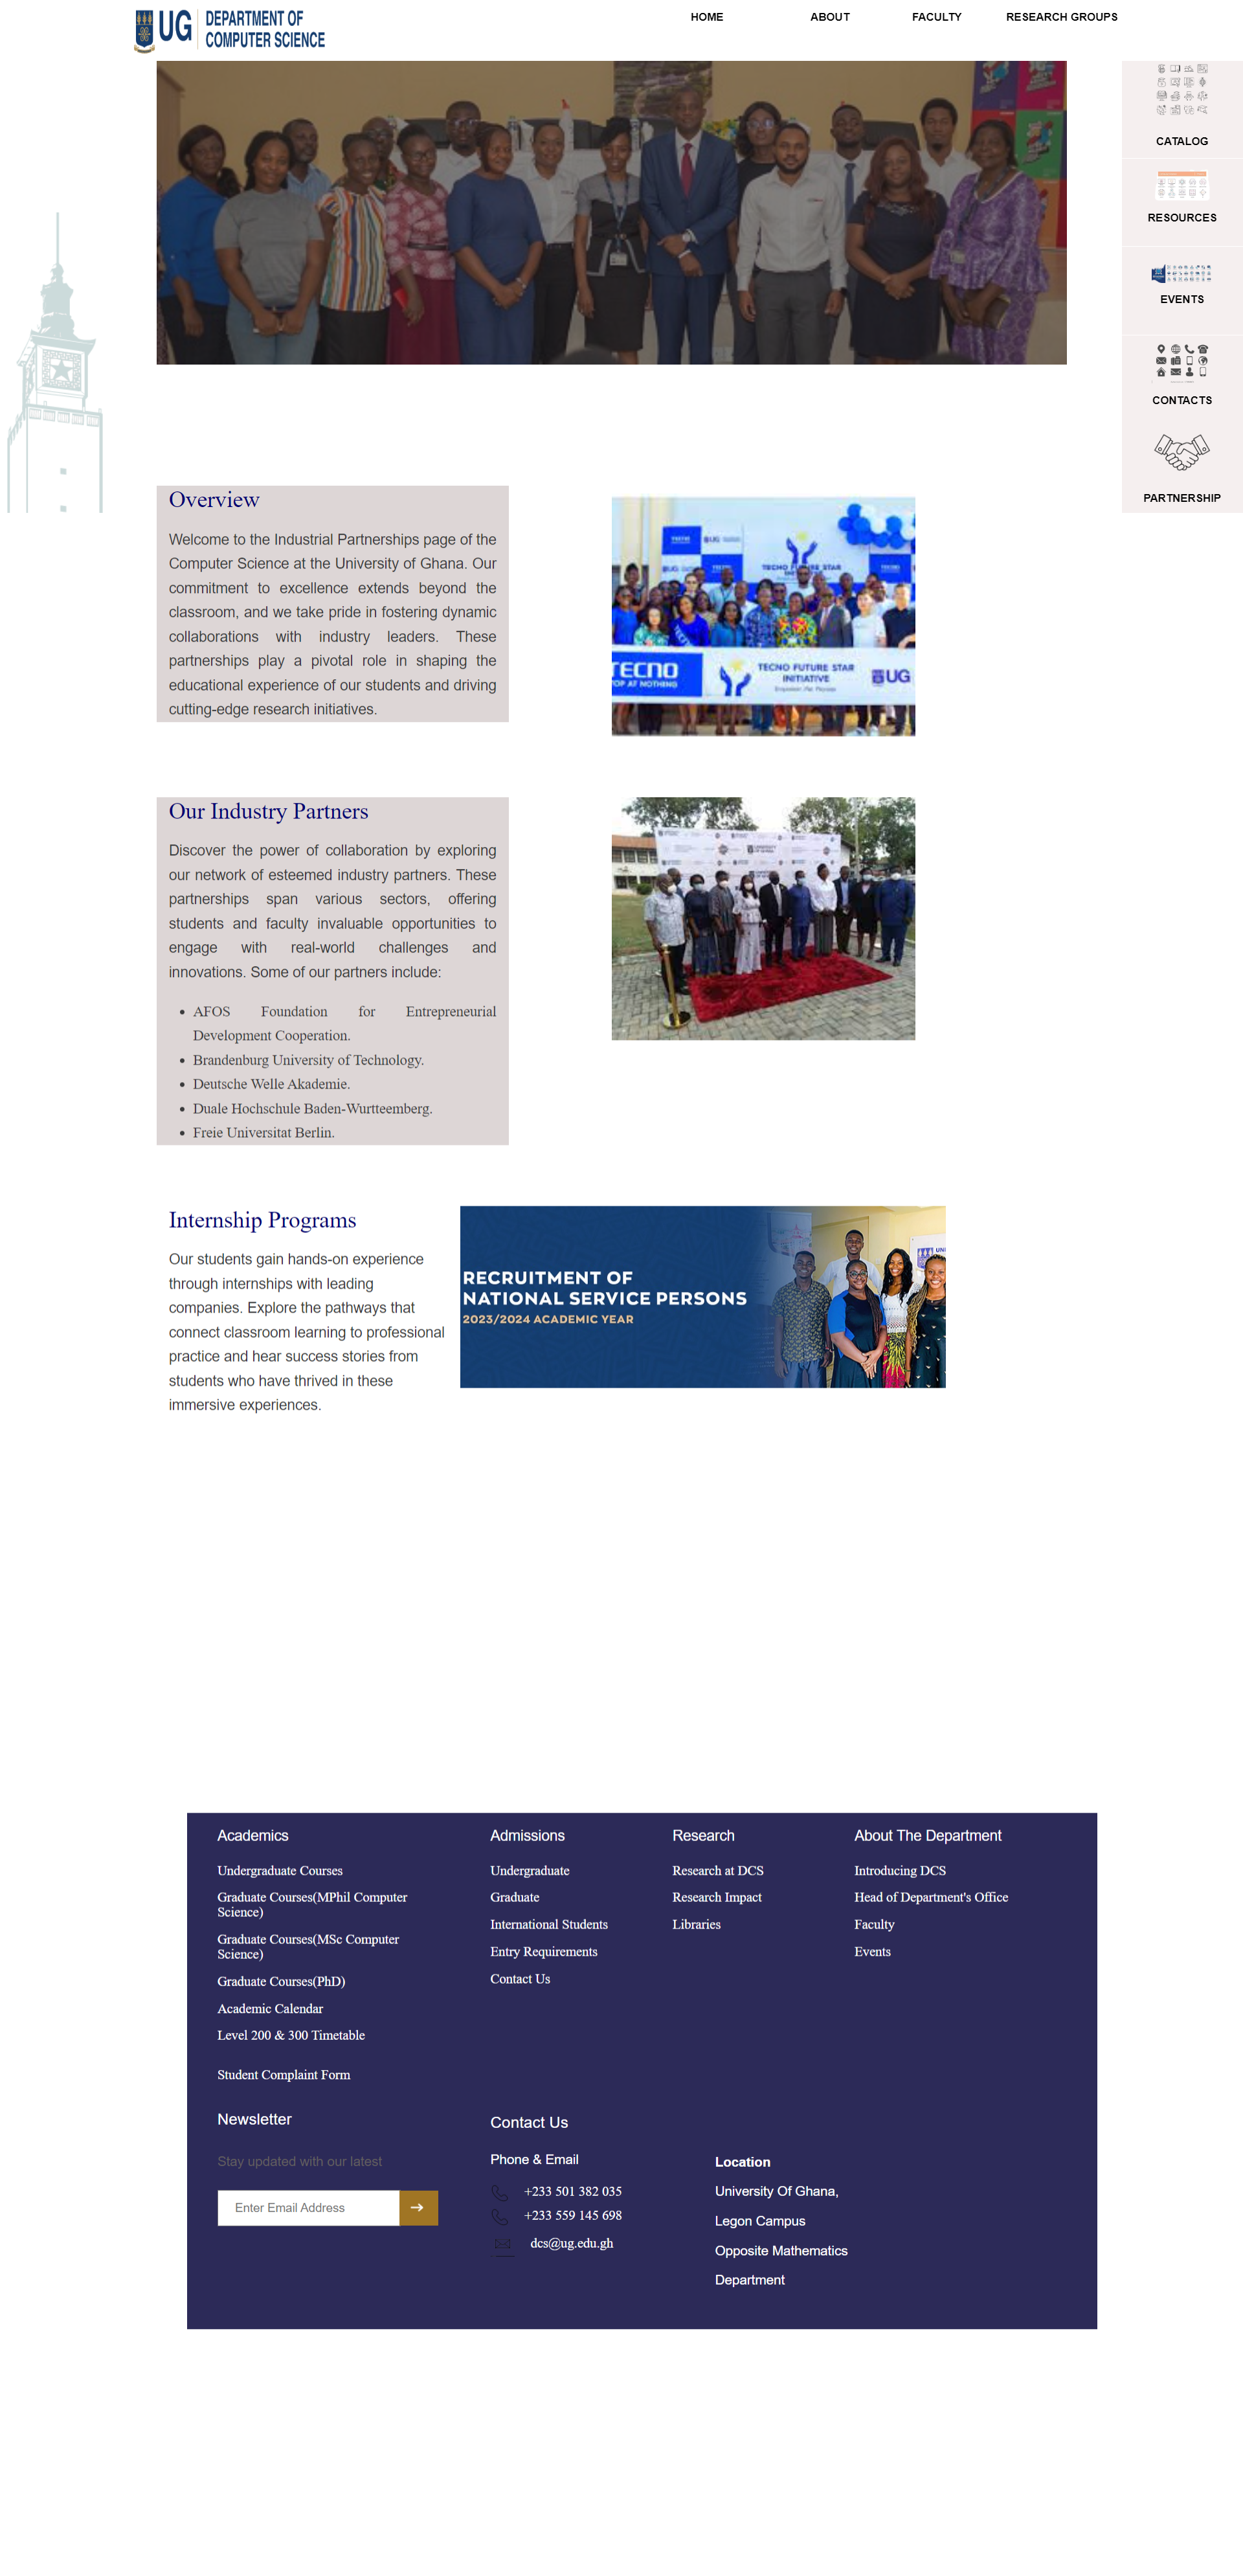 UG DEPARTMENT OF
COMPUTER SCIENCE
HOME ABOUT FACULTY RESEARCH GROUPS
CATALOG
RESOURCES
EVENTS
CONTACTS
PARTNERSHIP
Overview
Welcome to the Industrial Partnerships page of the
Computer Science at the University of Ghana. Our
commitment to excellence extends beyond the
classroom, and we take pride in fostering dynamic
collaborations with industry leaders. These
partnerships play a pivotal role in shaping the
educational experience of our students and driving
cutting-edge research initiatives.
TECNO
UG
TECNO FUTURE STAR
INITIATIVE
TECNO
TECNO
TOP AT NOTHING
TECNO FUTURE STAR
INITIATIVE
UG
Our Industry Partners
Discover the power of collaboration by exploring
our network of esteemed industry partners. These
partnerships span various sectors, offering
students and faculty invaluable opportunities to
engage with real-world challenges and
innovations. Some of our partners include:
• AFOS Foundation for Entrepreneurial
Development Cooperation.
• Brandenburg University of Technology.
• Deutsche Welle Akademie.
• Duale Hochschule Baden-Wurtteemberg.
• Freie Universitat Berlin.
Internship Programs
Our students gain hands-on experience
through internships with leading
companies. Explore the pathways that
connect classroom learning to professional
practice and hear success stories from
students who have thrived in these
immersive experiences.
RECRUITMENT OF
NATIONAL SERVICE PERSONS
2023/2024 ACADEMIC YEAR
Academics
Undergraduate Courses
Graduate Courses(MPhil Computer
Science)
Graduate Courses(MSc Computer
Science)
Graduate Courses(PhD)
Academic Calendar
Level 200 & 300 Timetable
Student Complaint Form
Admissions
Undergraduate
Graduate
International Students
Entry Requirements
Contact Us
Research
Research at DCS
Research Impact
Libraries
About The Department
Introducing DCS
Head of Department's Office
Faculty
Events
Newsletter
Stay updated with our latest
Enter Email Address
Contact Us
Phone & Email
+233 501 382 035
+233 559 145 698
dcs@ug.edu.gh
Location
University Of Ghana,
Legon Campus
Opposite Mathematics
Department